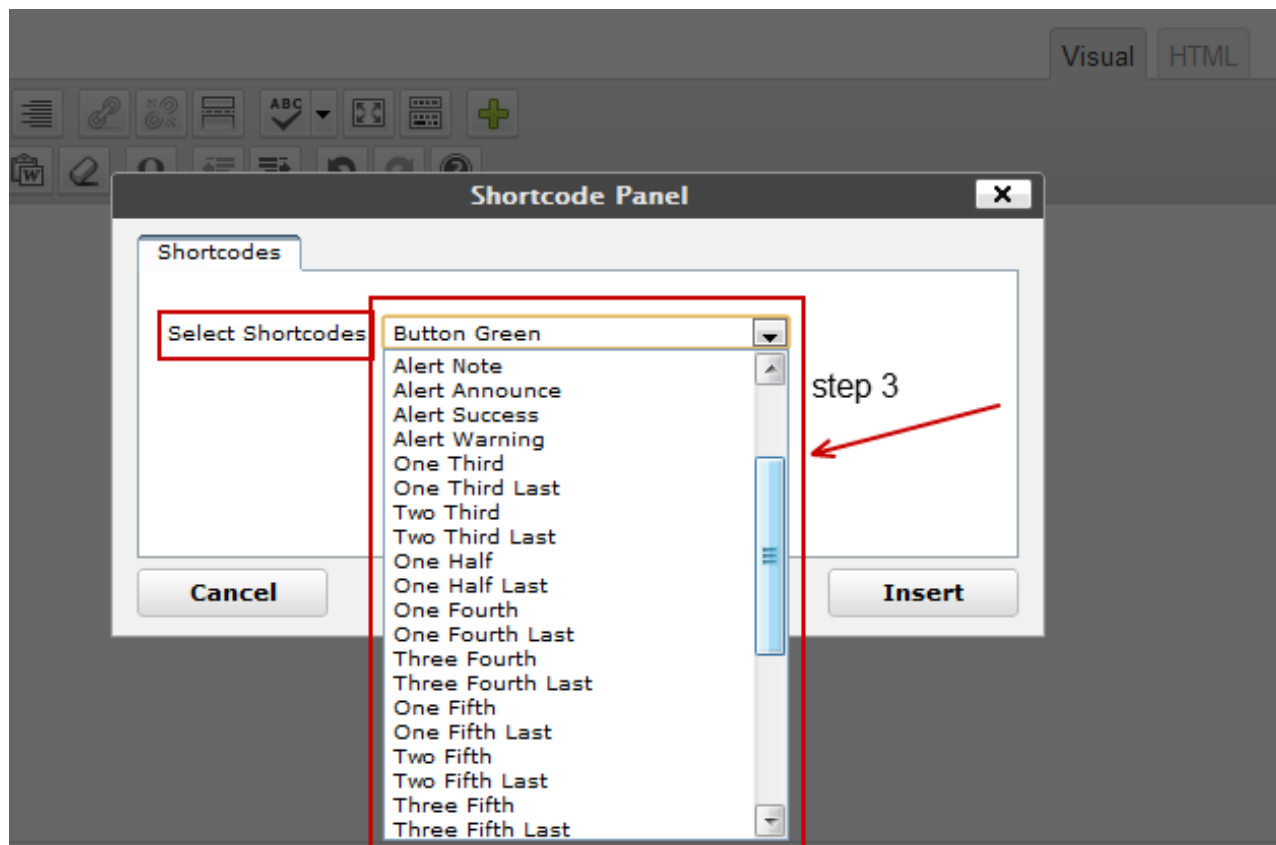 Visual HTML
ABC
W
Shortcode Panel
Shortcodes
Select Shortcodes Button Green
Alert Note
Alert Announce
step 3
Alert Success
Alert Warning
One Third
One Third Last
Two Third
Two Third Last
One Half
One Half Last
One Fourth
One Fourth Last
Three Fourth
Three Fourth Last
One Fifth
One Fifth Last
Two Fifth
Two Fifth Last
Three Fifth
Three Fifth Last
Cancel Insert